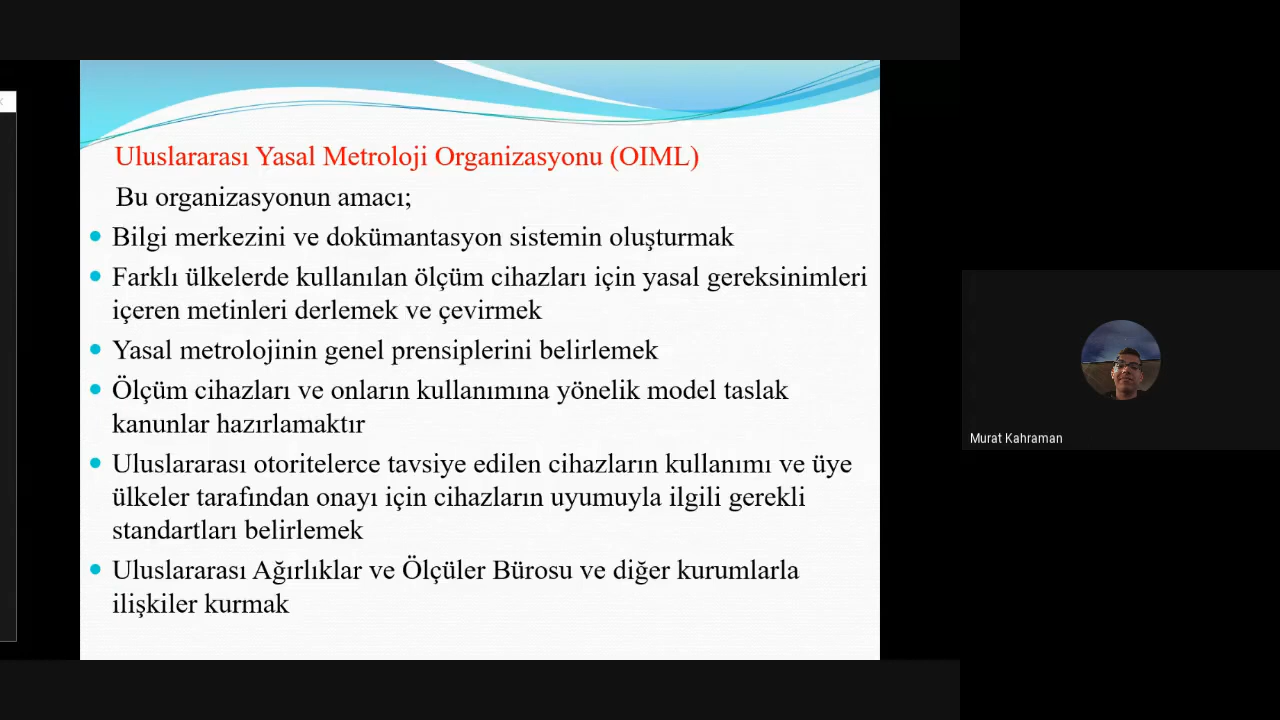 Uluslararası Yasal Metroloji Organizasyonu (OIML)
Bu organizasyonun amacı;
Bilgi merkezini ve dokümantasyon sistemin oluşturmak
Farklı ülkelerde kullanılan ölçüm cihazları için yasal gereksinimleri
içeren metinleri derlemek ve çevirmek
Yasal metrolojinin genel prensiplerini belirlemek
Ölçüm cihazları ve onların kullanımına yönelik model taslak
kanunlar hazırlamaktır
Uluslararası otoritelerce tavsiye edilen cihazların kullanımı ve üye
ülkeler tarafından onayı için cihazların uyumuyla ilgili gerekli
standartları belirlemek
Uluslararası Ağırlıklar ve Ölçüler Bürosu ve diğer kurumlarla
ilişkiler kurmak
Murat Kahraman